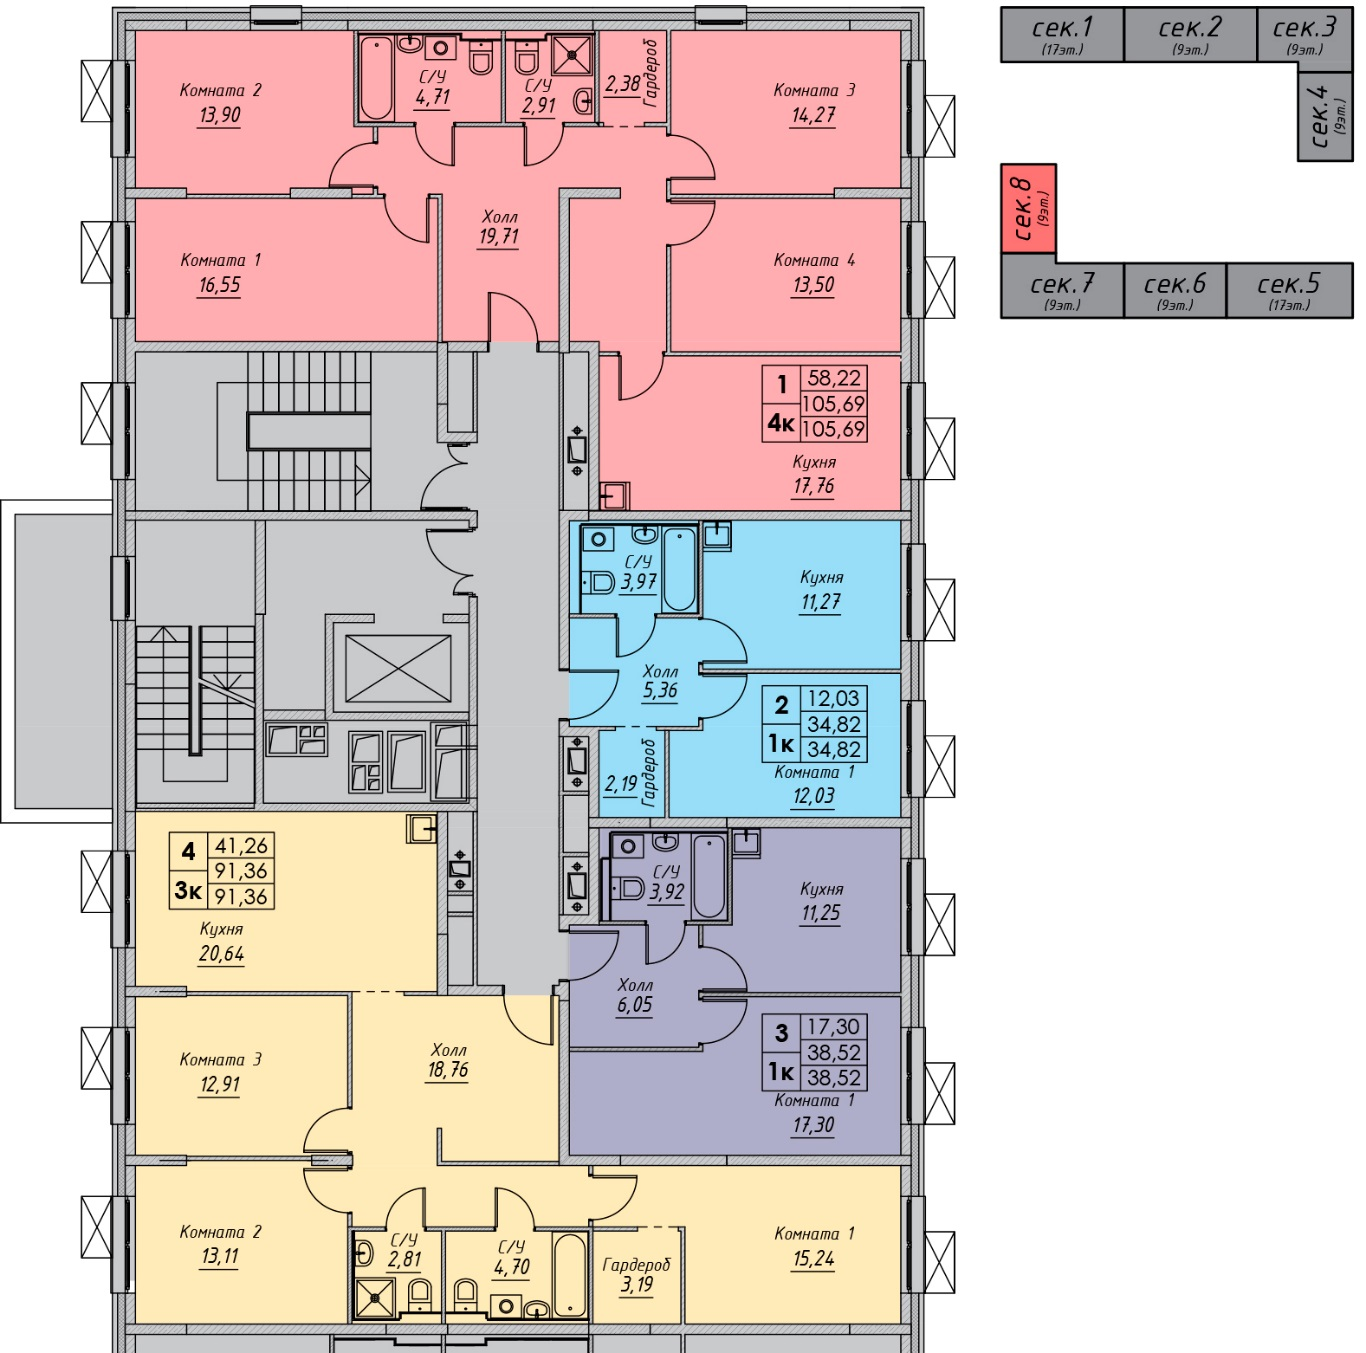 сек.1
(17эт.)
сек.2
(9эт.)
сек.3
(9эт.)
сек.4
(9эт.)
сек.8
(9эт.)
сек.7
(9эт.)
сек.6
(9эт.)
сек.5
(17эт.)
Комната 2
13,90
С/У
4,71
С/У
2,91
2,38
Гардероб
Комната 3
14,27
Холл
19,71
Комната 1
16,55
Комната 4
13,50
1
58,22
105,69
4к
105,69
Кухня
17,76
С/У
3,97
Кухня
11,27
Холл
5,36
2
12,03
34,82
1к
34,82
2,19
Гардероб
Комната 1
12,03
4
41,26
91,36
3к
91,36
Кухня
20,64
С/У
3,92
Кухня
11,25
Холл
6,05
3
17,30
38,52
1к
38,52
Комната 1
17,30
Комната 3
12,91
Холл
18,76
Комната 2
13,11
С/У
2,81
С/У
4,70
Гардероб
3,19
Комната 1
15,24